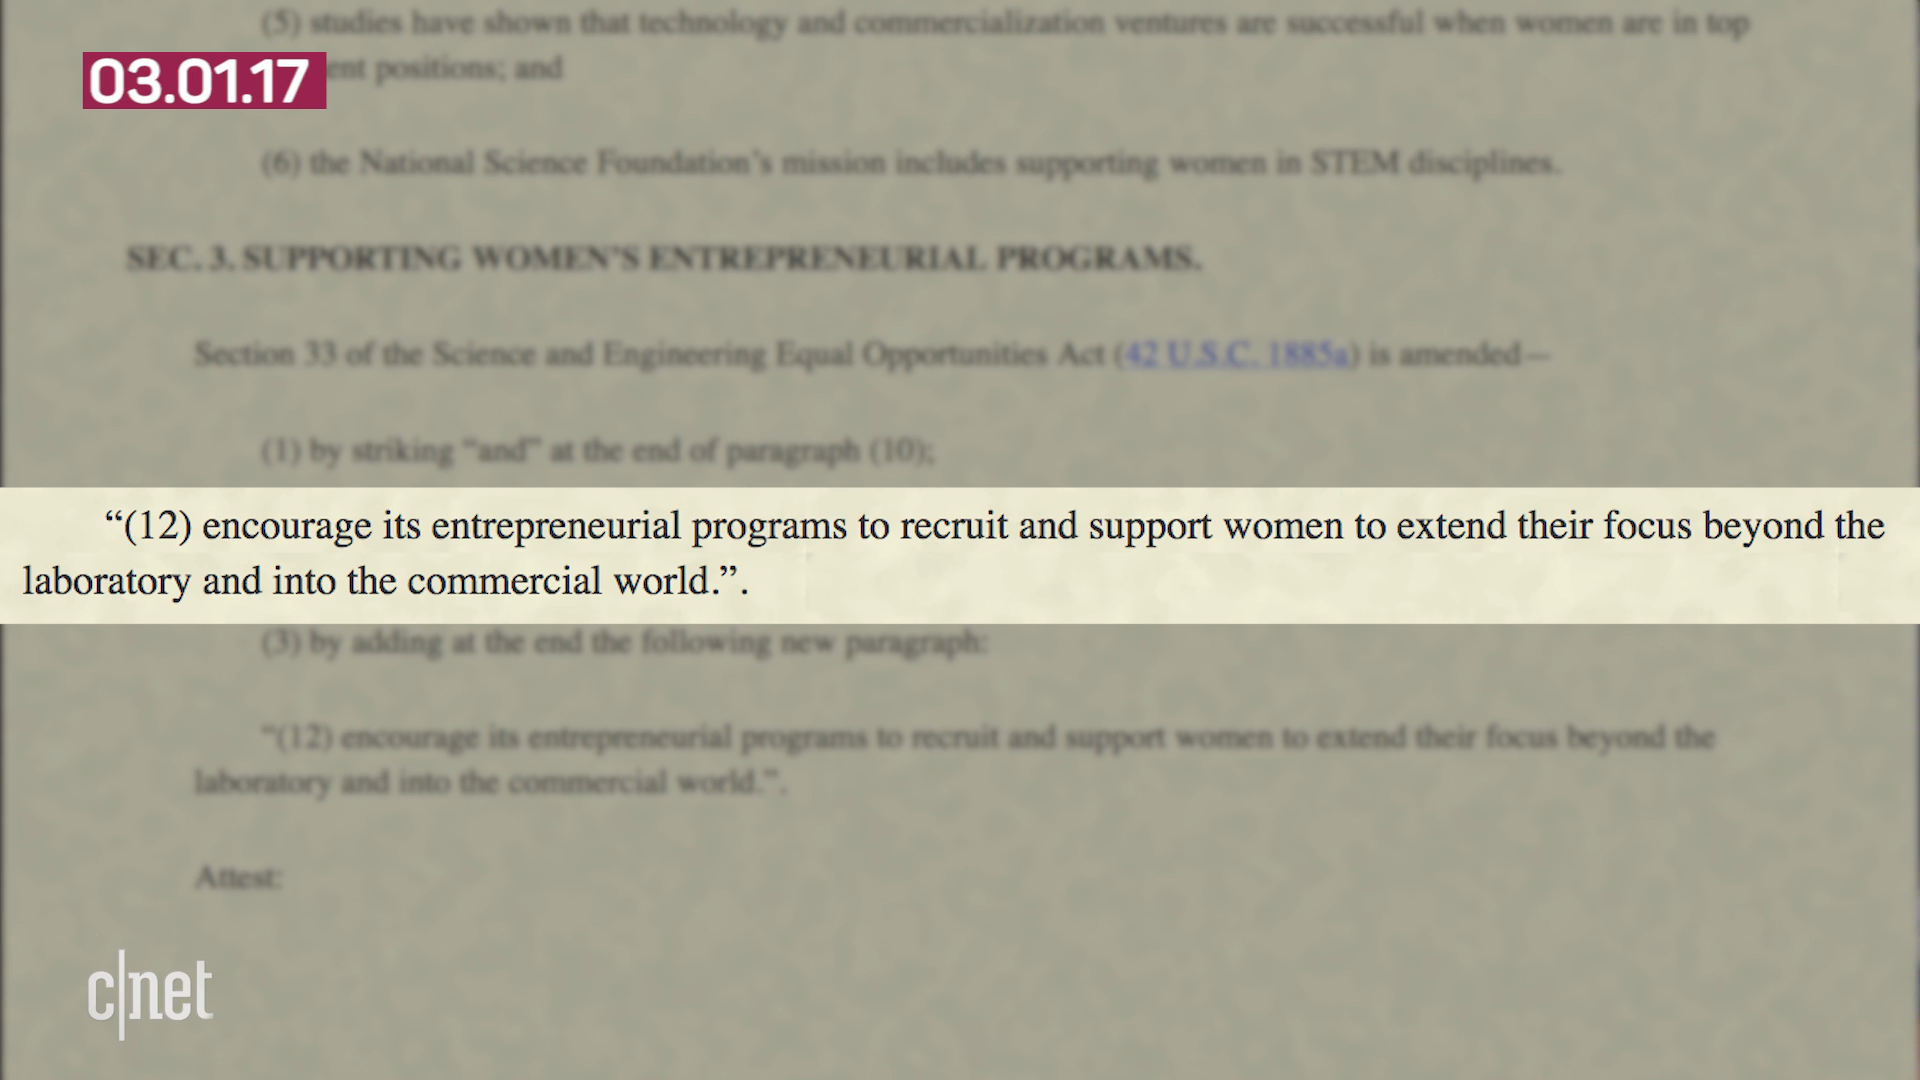 (5) studies have shown that technology and commercialization ventures are successful when women are in top
03.01.17
ent positions; and
(6) the National Science Foundation’s mission includes supporting women in STEM disciplines.
SEC. 3. SUPPORTING WOMEN’S ENTREPRENEURIAL PROGRAMS.
Section 33 of the Science and Engineering Equal Opportunities Act (42 U.S.C. 1885a) is amended—
(1) by striking “and” at the end of paragraph (10);
“(12) encourage its entrepreneurial programs to recruit and support women to extend their focus beyond the
laboratory and into the commercial world.”.
(3) by adding at the end the following new paragraph:
“(12) encourage its entrepreneurial programs to recruit and support women to extend their focus beyond the
laboratory and into the commercial world.”.
Attest:
c|net